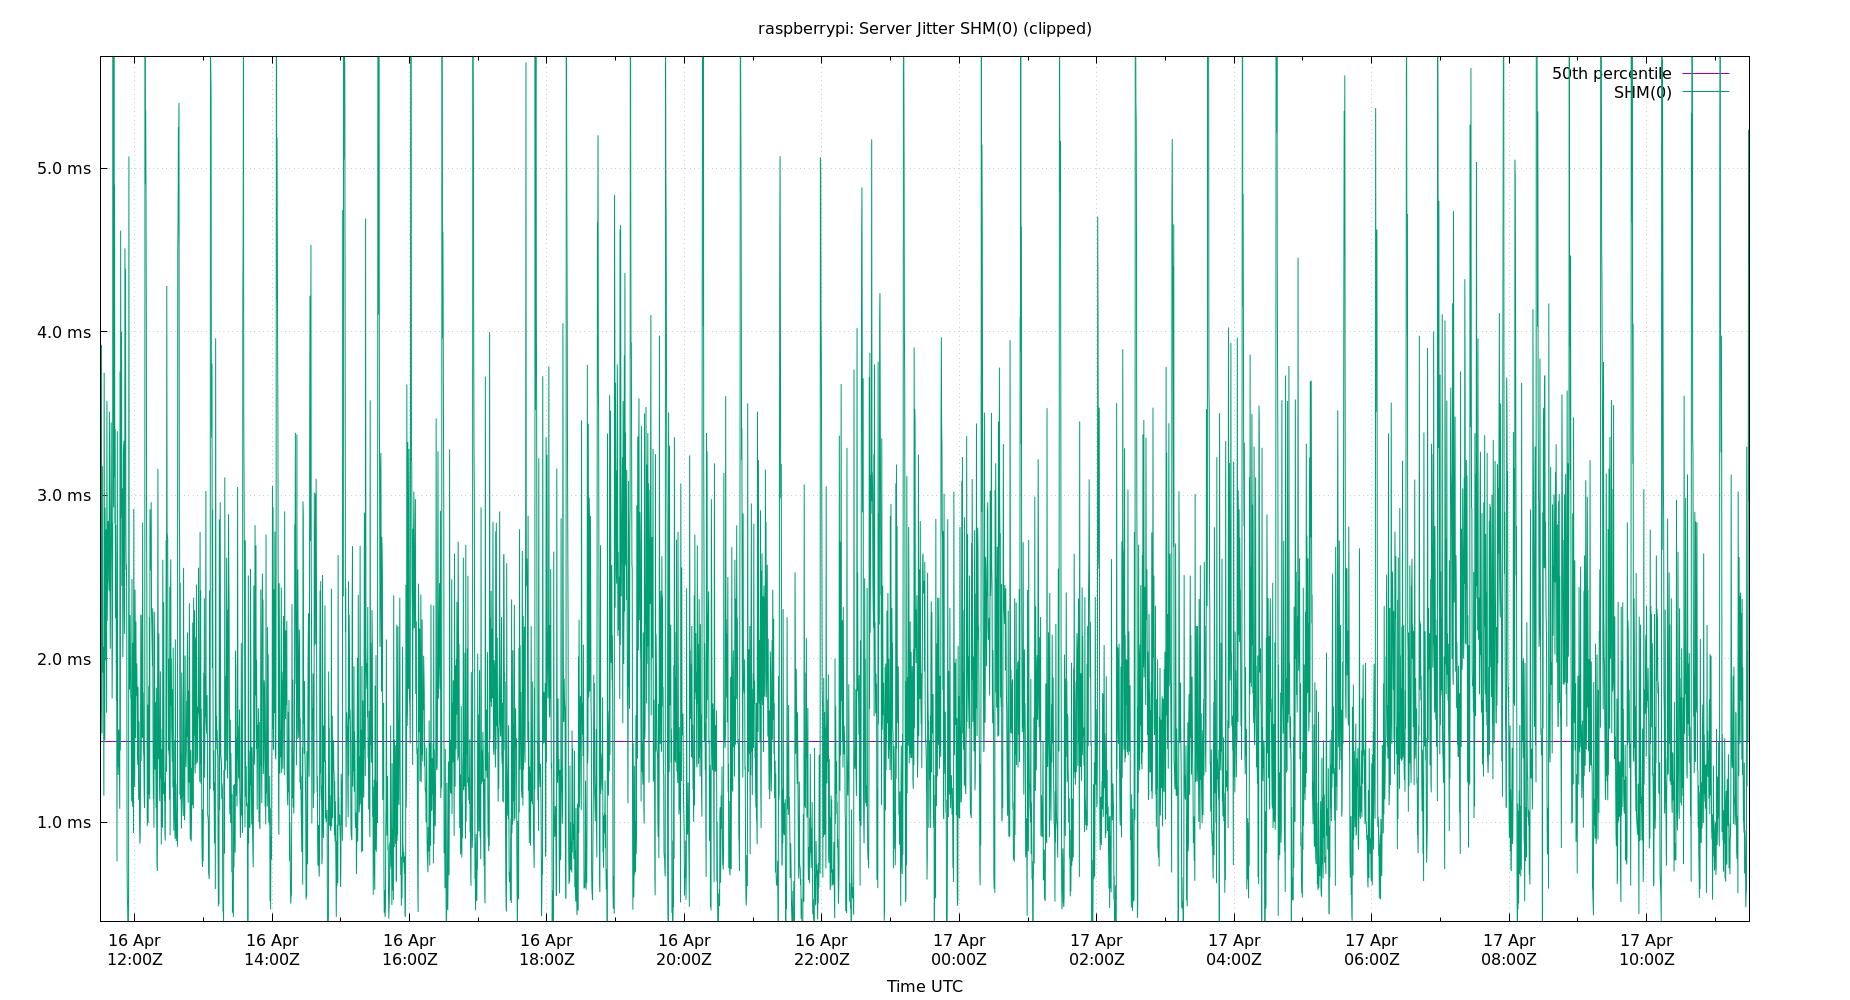 raspberrypi: Server Jitter SHM(0) (clipped)
50th percentile
SHM(0)
5.0 ms
4.0 ms
3.0 ms
2.0 ms
1.0 ms
16 Apr 16 Apr 16 Apr 16 Apr 16 Apr 16 Apr 17 Apr 17 Apr 17 Apr 17 Apr 17 Apr 17 Apr
12:00Z 14:00Z 16:00Z 18:00Z 20:00Z 22:00Z 00:00Z 02:00Z 04:00Z 06:00Z 08:00Z 10:00Z
Time UTC